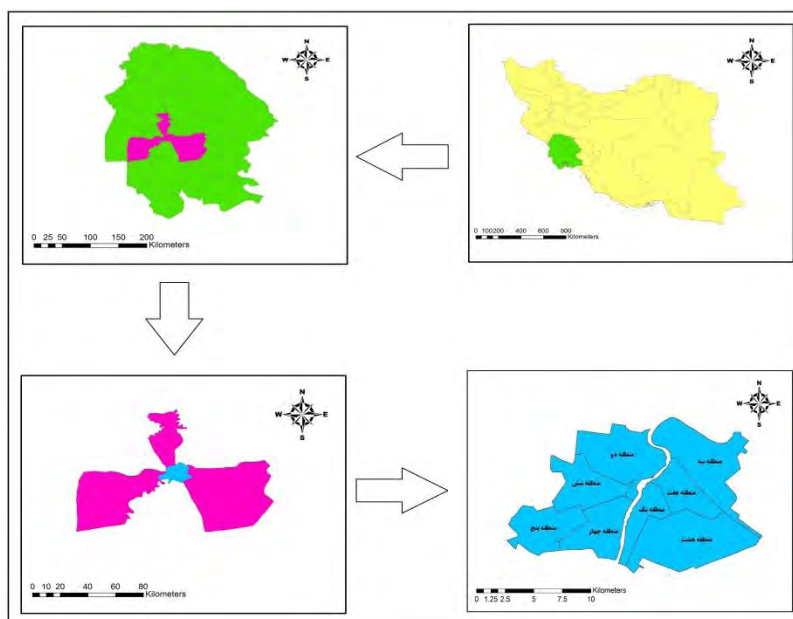 N
W E
S
0 25 50 100 150 200
Kilometers
N
W E
S
0 100200 400 600 800
Kilometers
N
W E
S
0 10 20 40 60 80
Kilometers
N
W E
S
منطقه دو
منطقه سه
منطقه شش
منطقه هفت
منطقه یک
منطقه پنج
منطقه چهار
منطقه هشت
0 1.25 2.5 5 7.5 10
Kilometers